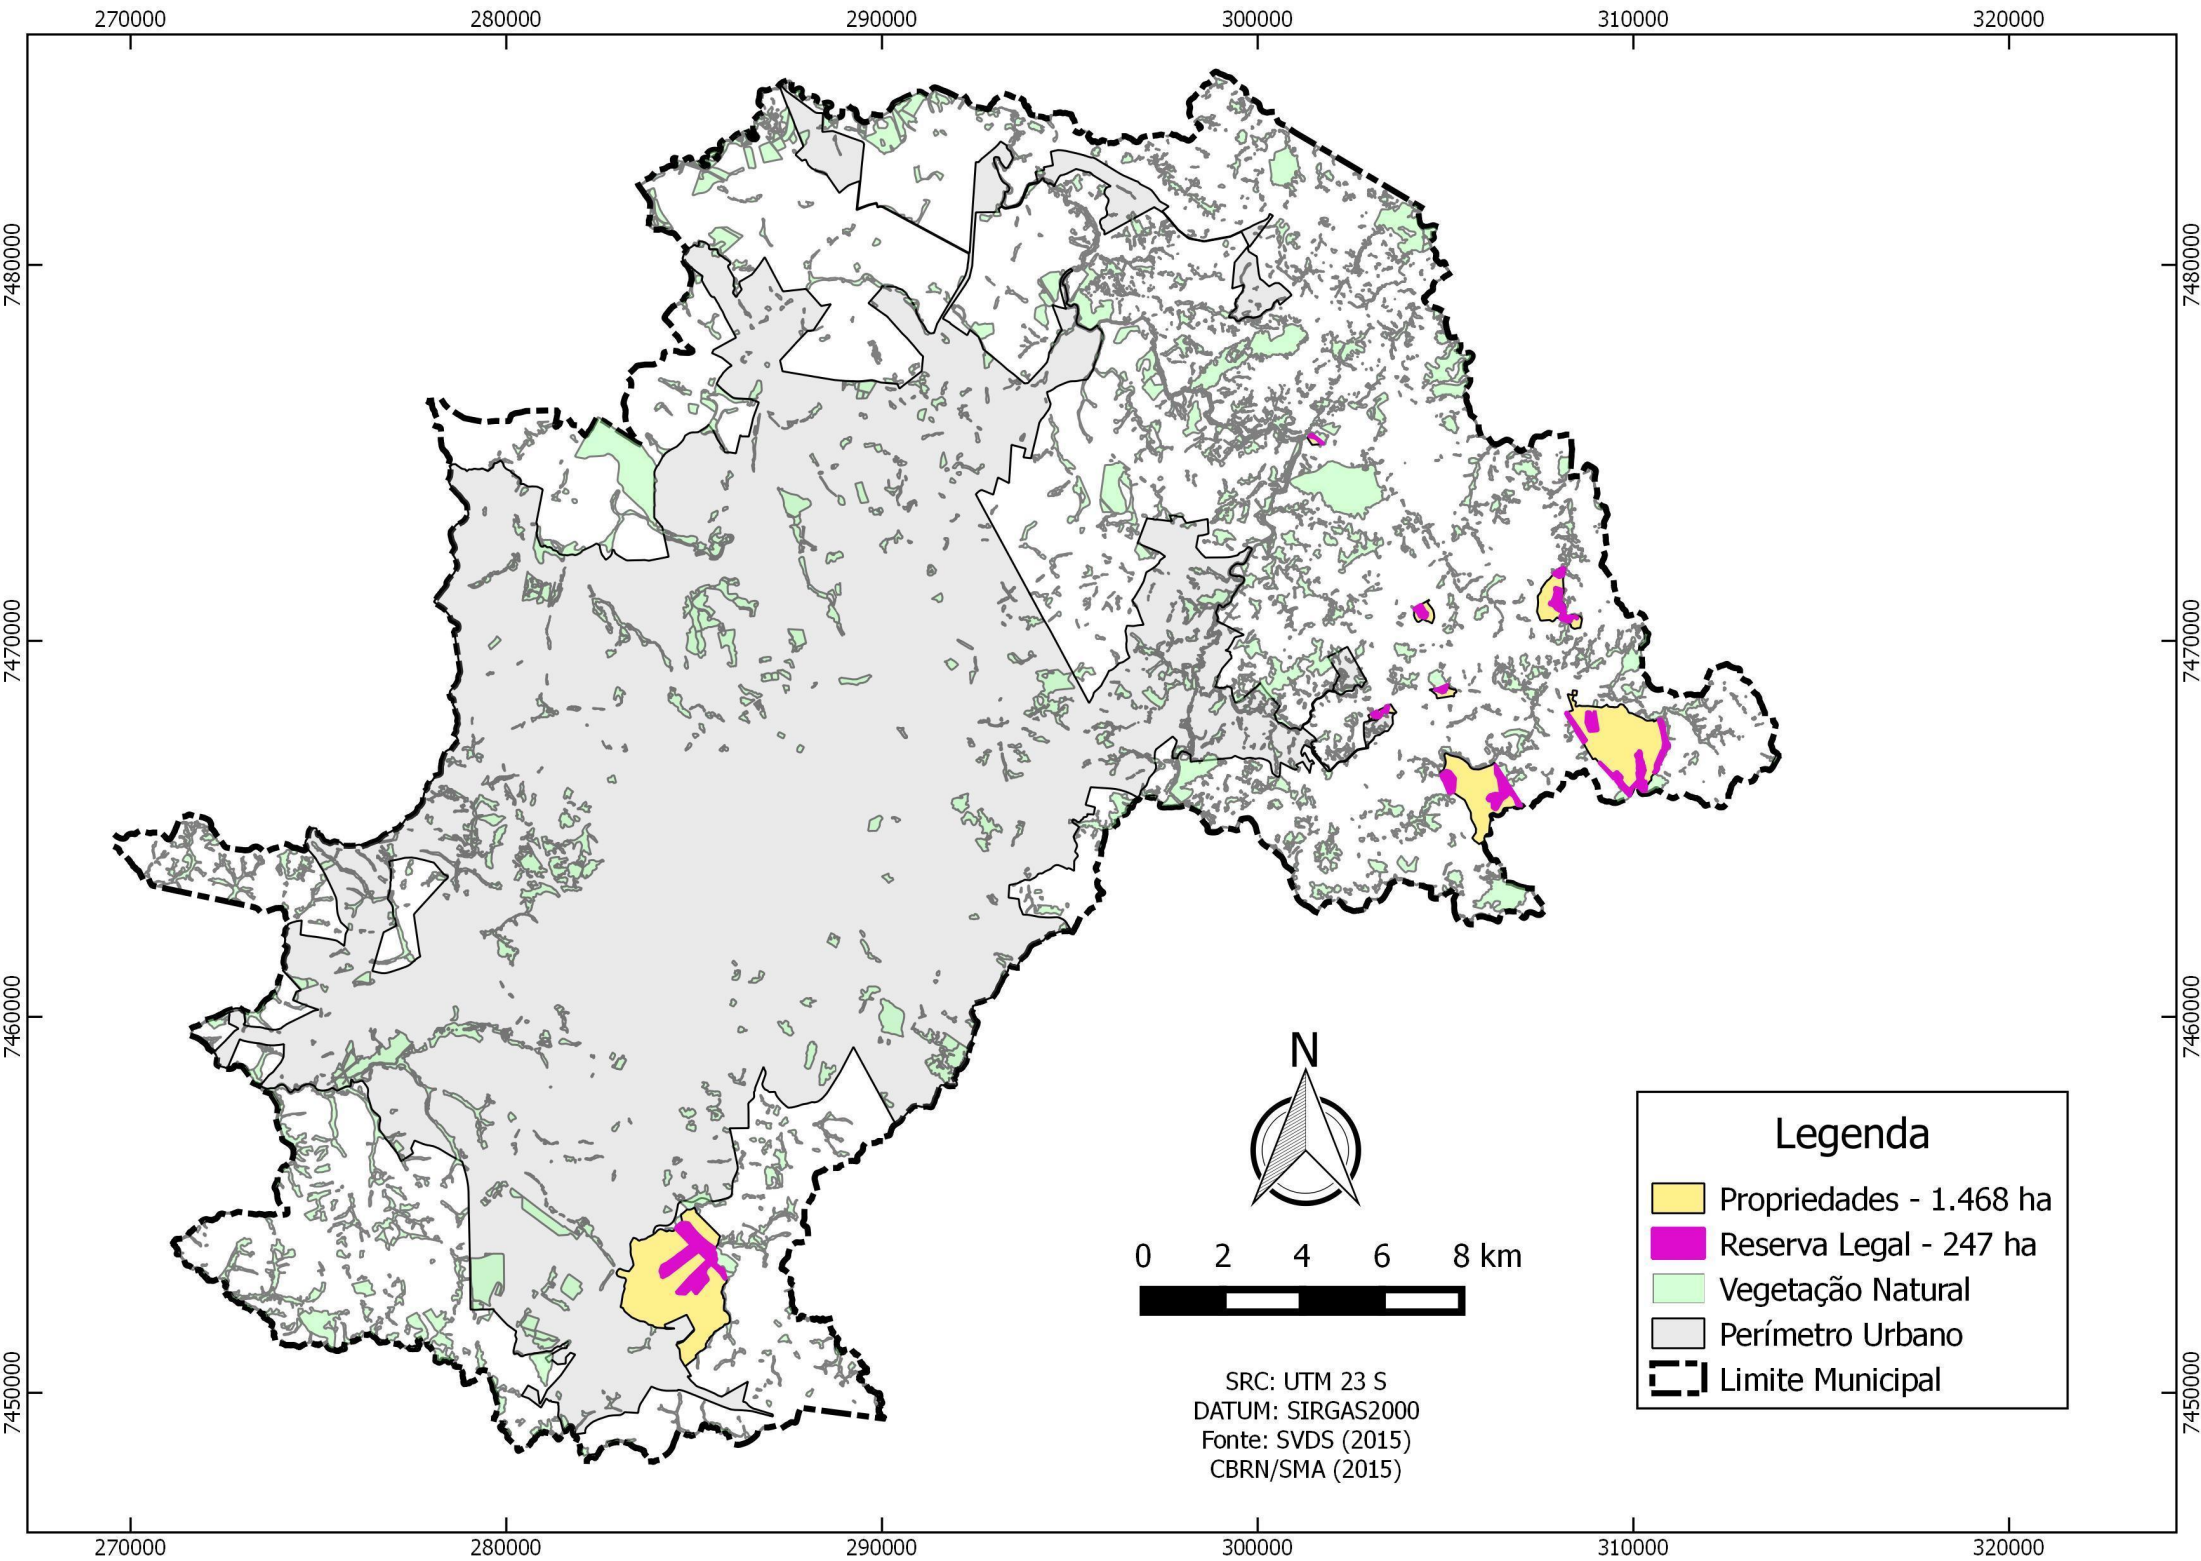 270000 280000 290000 300000 310000 320000
7480000 7480000
7470000 7470000
7460000 7460000
7450000 7450000
N
0 2 4 6 8 km
SRC: UTM 23 S
DATUM: SIRGAS2000
Fonte: SVDS (2015)
CBRN/SMA (2015)
Legenda
Propriedades - 1.468 ha
Reserva Legal - 247 ha
Vegetação Natural
Perímetro Urbano
Limite Municipal
270000 280000 290000 300000 310000 320000